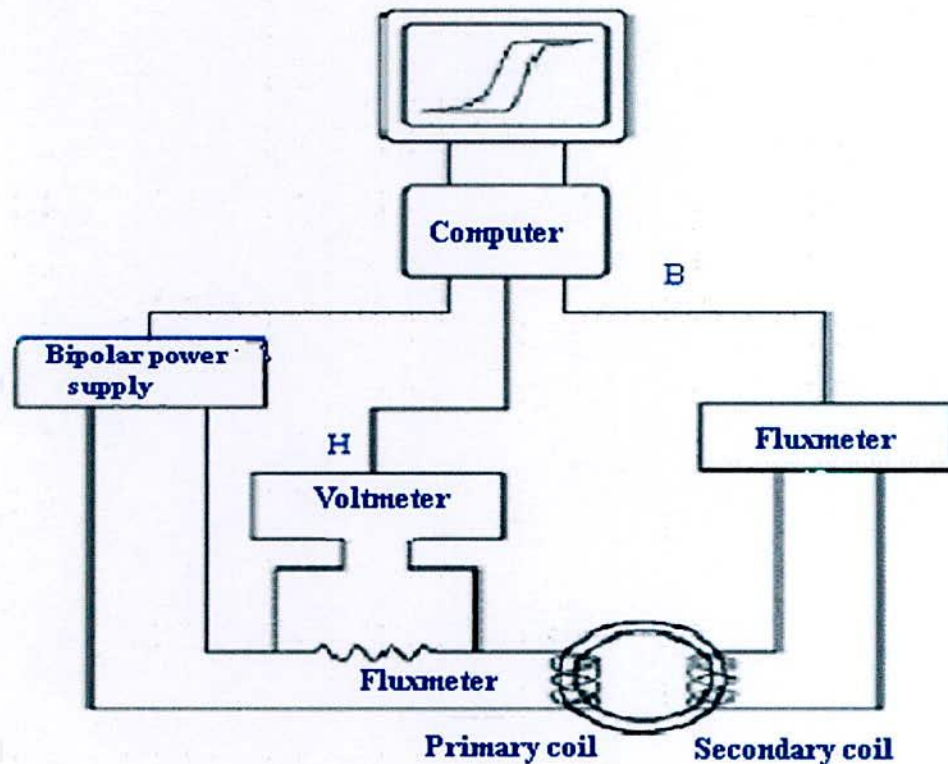 Computer
B
Bipolar power
supply
Fluxmeter
H
Voltmeter
Fluxmeter
Primary coil
Secondary coil